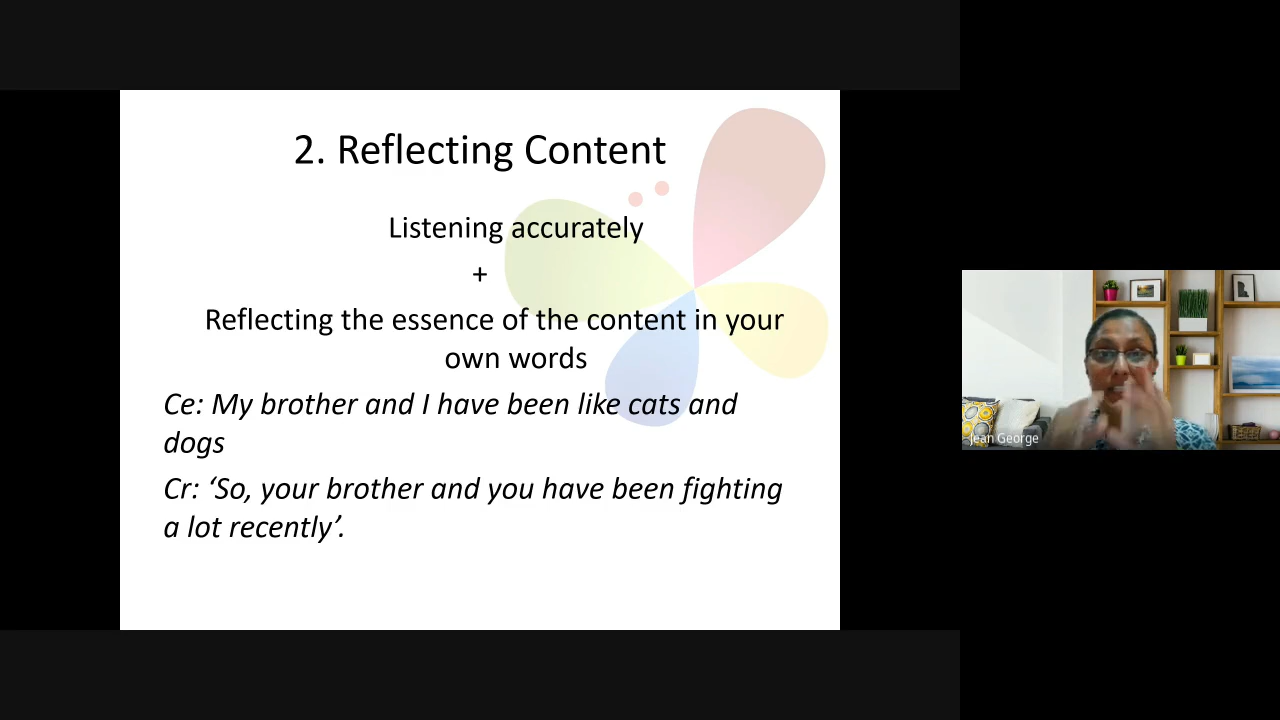 2. Reflecting Content
Listening accurately
+
Reflecting the essence of the content in your
own words
Ce: My brother and I have been like cats and
dogs
Cr: ‘So, your brother and you have been fighting
a lot recently’.
Jean George